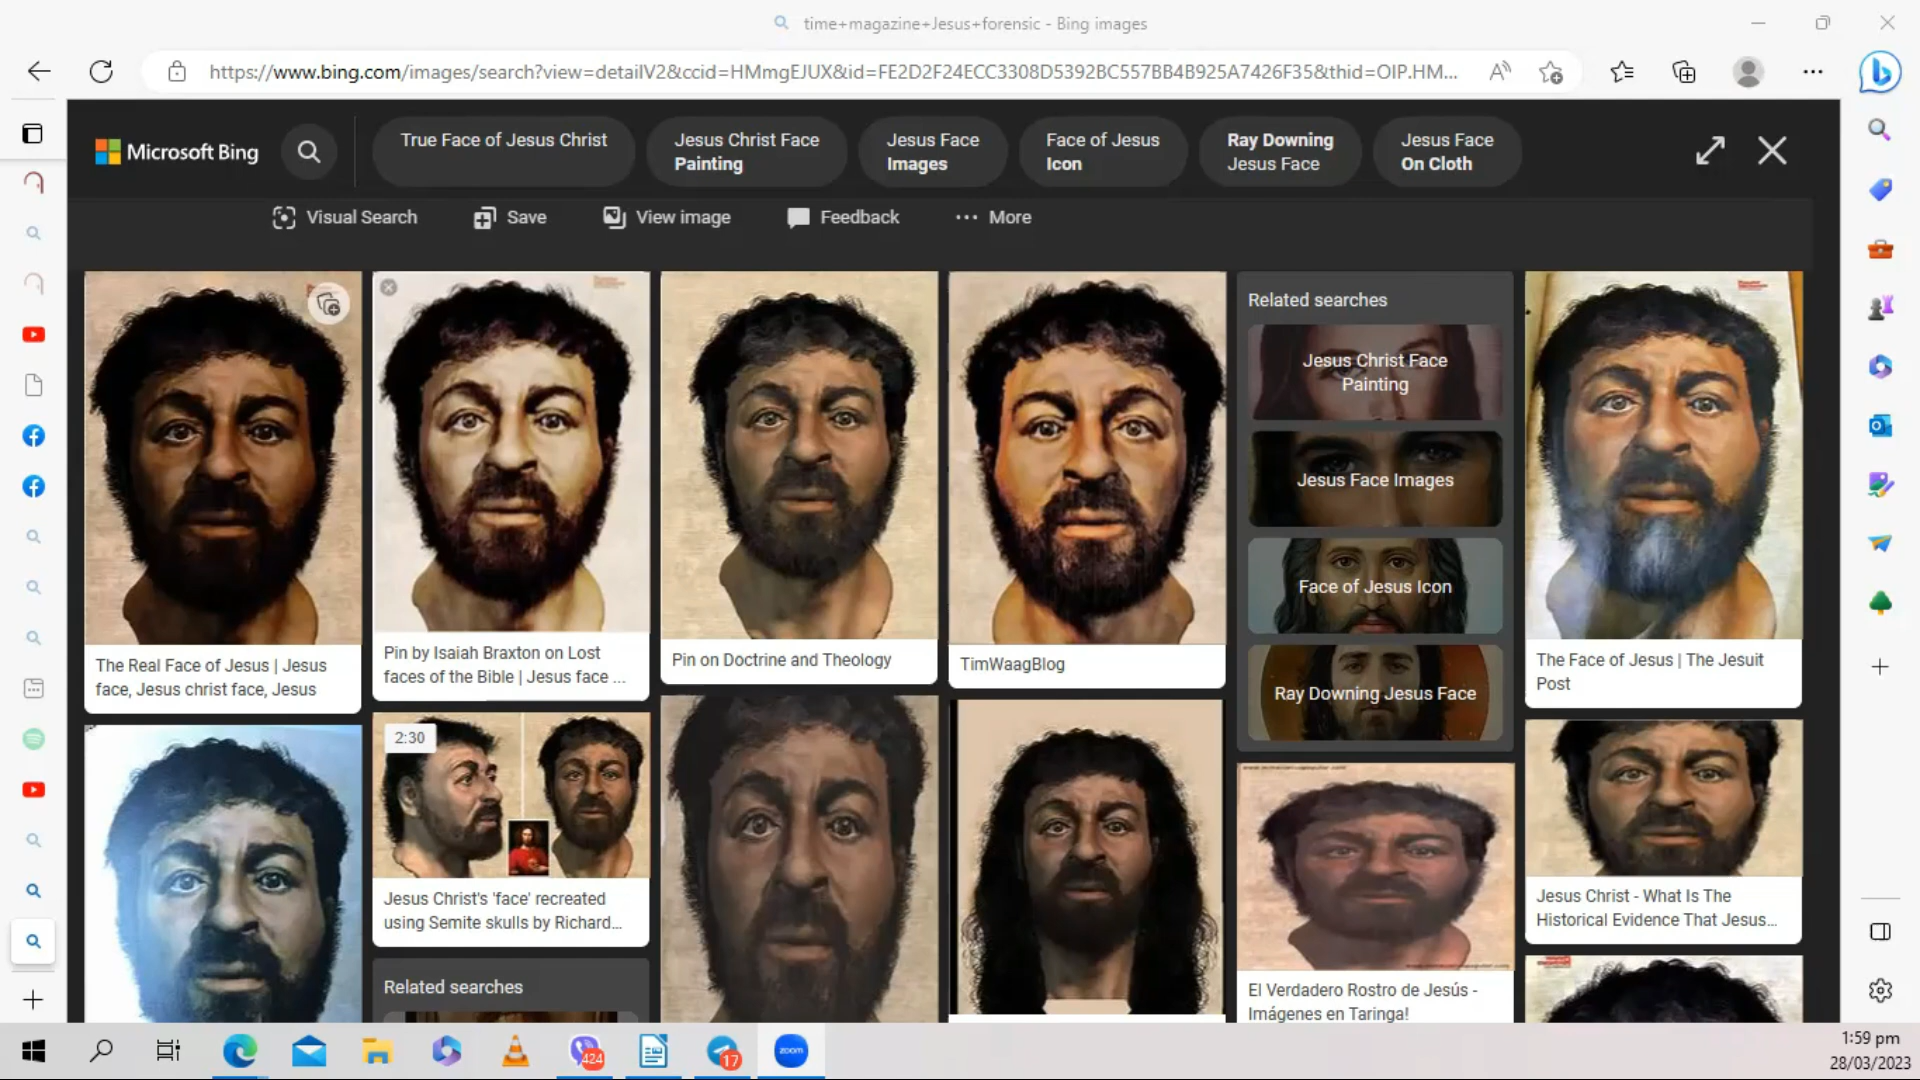 time+magazine+Jesus+forensic - Bing images
https://www.bing.com/images/search?view=detailV2&ccid=HMmgEJUX&id=FE2D2F24ECC3308D5392BC557BB4B925A7426F35&thid=OIP.HM...
Microsoft Bing
True Face of Jesus Christ
Jesus Christ Face
Painting
Jesus Face
Images
Face of Jesus
Icon
Ray Downing
Jesus Face
Jesus Face
On Cloth
Visual Search
Save
View image
Feedback
... More
The Real Face of Jesus | Jesus
face, Jesus christ face, Jesus
Pin by Isaiah Braxton on Lost
faces of the Bible | Jesus face ...
Pin on Doctrine and Theology
TimWaagBlog
Related searches
Jesus Christ Face
Painting
Jesus Face Images
Face of Jesus Icon
Ray Downing Jesus Face
The Face of Jesus | The Jesuit
Post
2:30
Jesus Christ's 'face' recreated
using Semite skulls by Richard...
Related searches
El Verdadero Rostro de Jesús -
Imágenes en Taringa!
Jesus Christ - What Is The
Historical Evidence That Jesus...
424
17
zoom
1:59 pm
28/03/2023